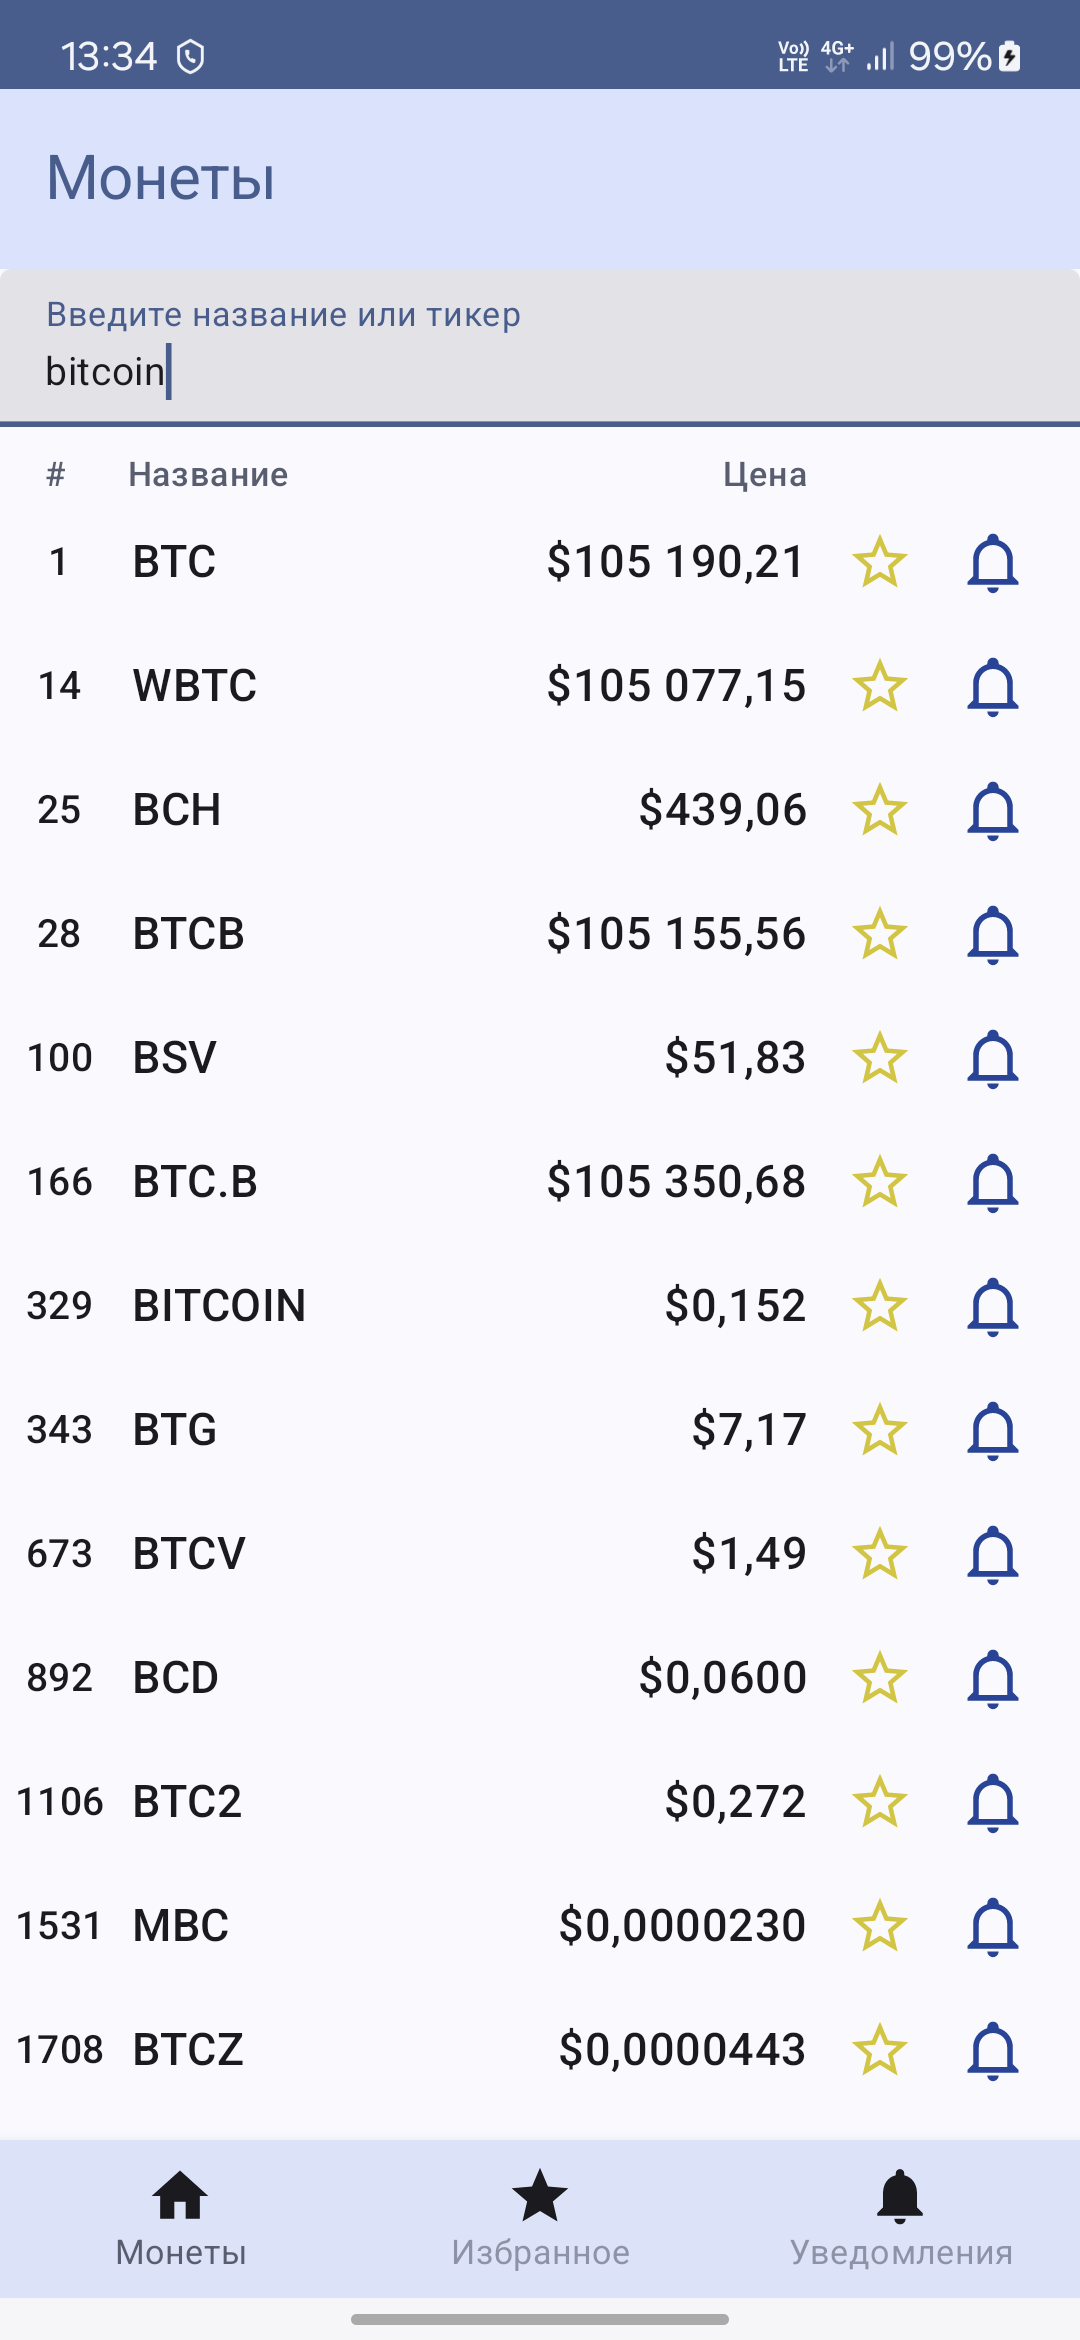 13:34 Vo)) LTE 4G+ 99%
Монеты
Введите название или тикер
bitcoin
# Название Цена
1 BTC $105 190,21
14 WBTC $105 077,15
25 BCH $439,06
28 BTCB $105 155,56
100 BSV $51,83
166 BTC.B $105 350,68
329 BITCOIN $0,152
343 BTG $7,17
673 BTCV $1,49
892 BCD $0,0600
1106 BTC2 $0,272
1531 MBC $0,0000230
1708 BTCZ $0,0000443
Монеты Избранное Уведомления